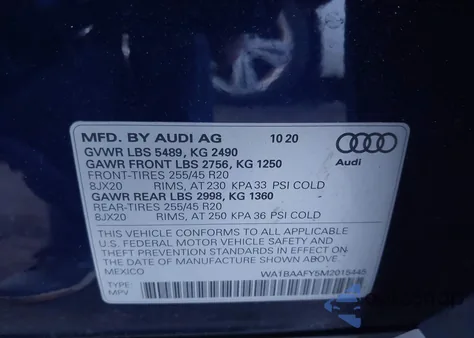 MFD. BY AUDI AG 10 20
GVWR LBS 5489, KG 2490
GAWR FRONT LBS 2756, KG 1250
FRONT-TIRES 255/45 R20
8JX20 RIMS, AT 230 KPA 33 PSI COLD
GAWR REAR LBS 2998, KG 1360
REAR-TIRES 255/45 R20
8JX20 RIMS, AT 250 KPA 36 PSI COLD
Audi
THIS VEHICLE CONFORMS TO ALL APPLICABLE
U.S. FEDERAL MOTOR VEHICLE SAFETY AND
THEFT PREVENTION STANDARDS IN EFFECT ON THE
DATE OF MANUFACTURE SHOWN ABOVE.
MEXICO WA1BAAFY5M2015445
TYPE:
MPV